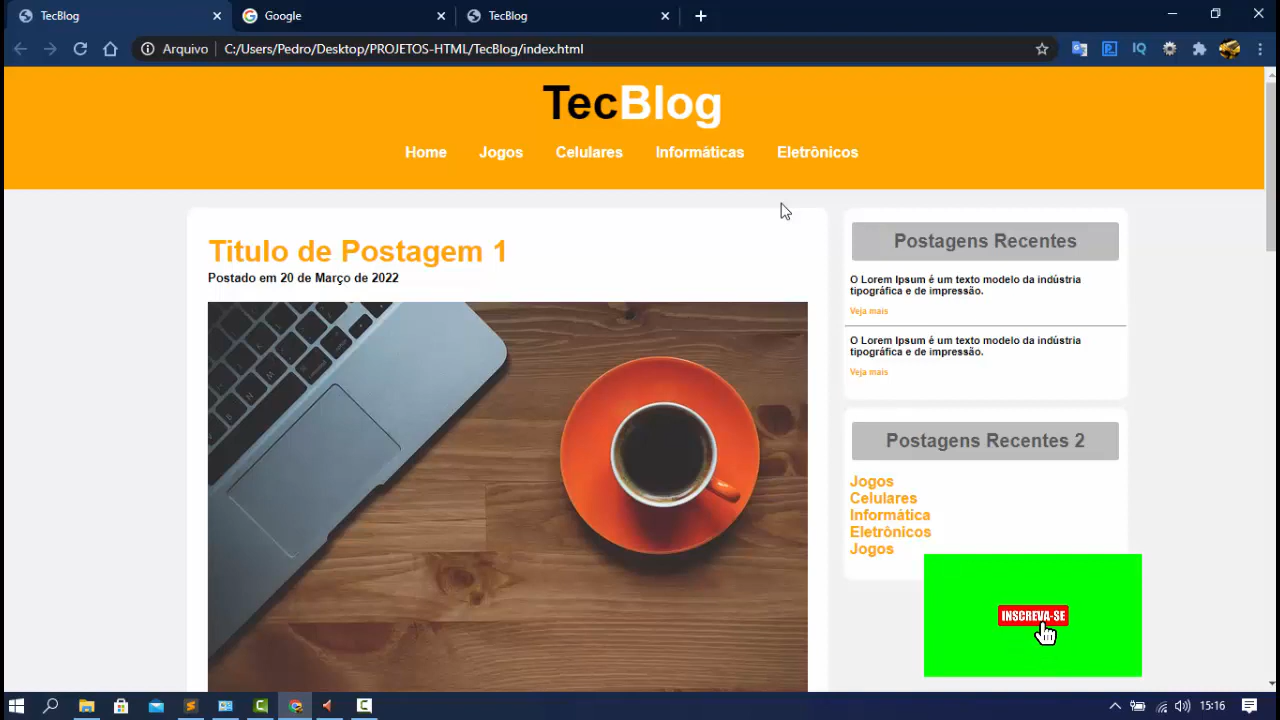 TecBlog
Google
TecBlog
Arquivo
C:/Users/Pedro/Desktop/PROJETOS-HTML/TecBlog/index.html
IQ
TecBlog
Home Jogos Celulares Informáticas Eletrônicos
Titulo de Postagem 1
Postado em 20 de Março de 2022
Postagens Recentes
O Lorem Ipsum é um texto modelo da indústria
tipográfica e de impressão.
Veja mais
O Lorem Ipsum é um texto modelo da indústria
tipográfica e de impressão.
Veja mais
Postagens Recentes 2
Jogos
Celulares
Informática
Eletrônicos
Jogos
INSCREVA-SE
15:16